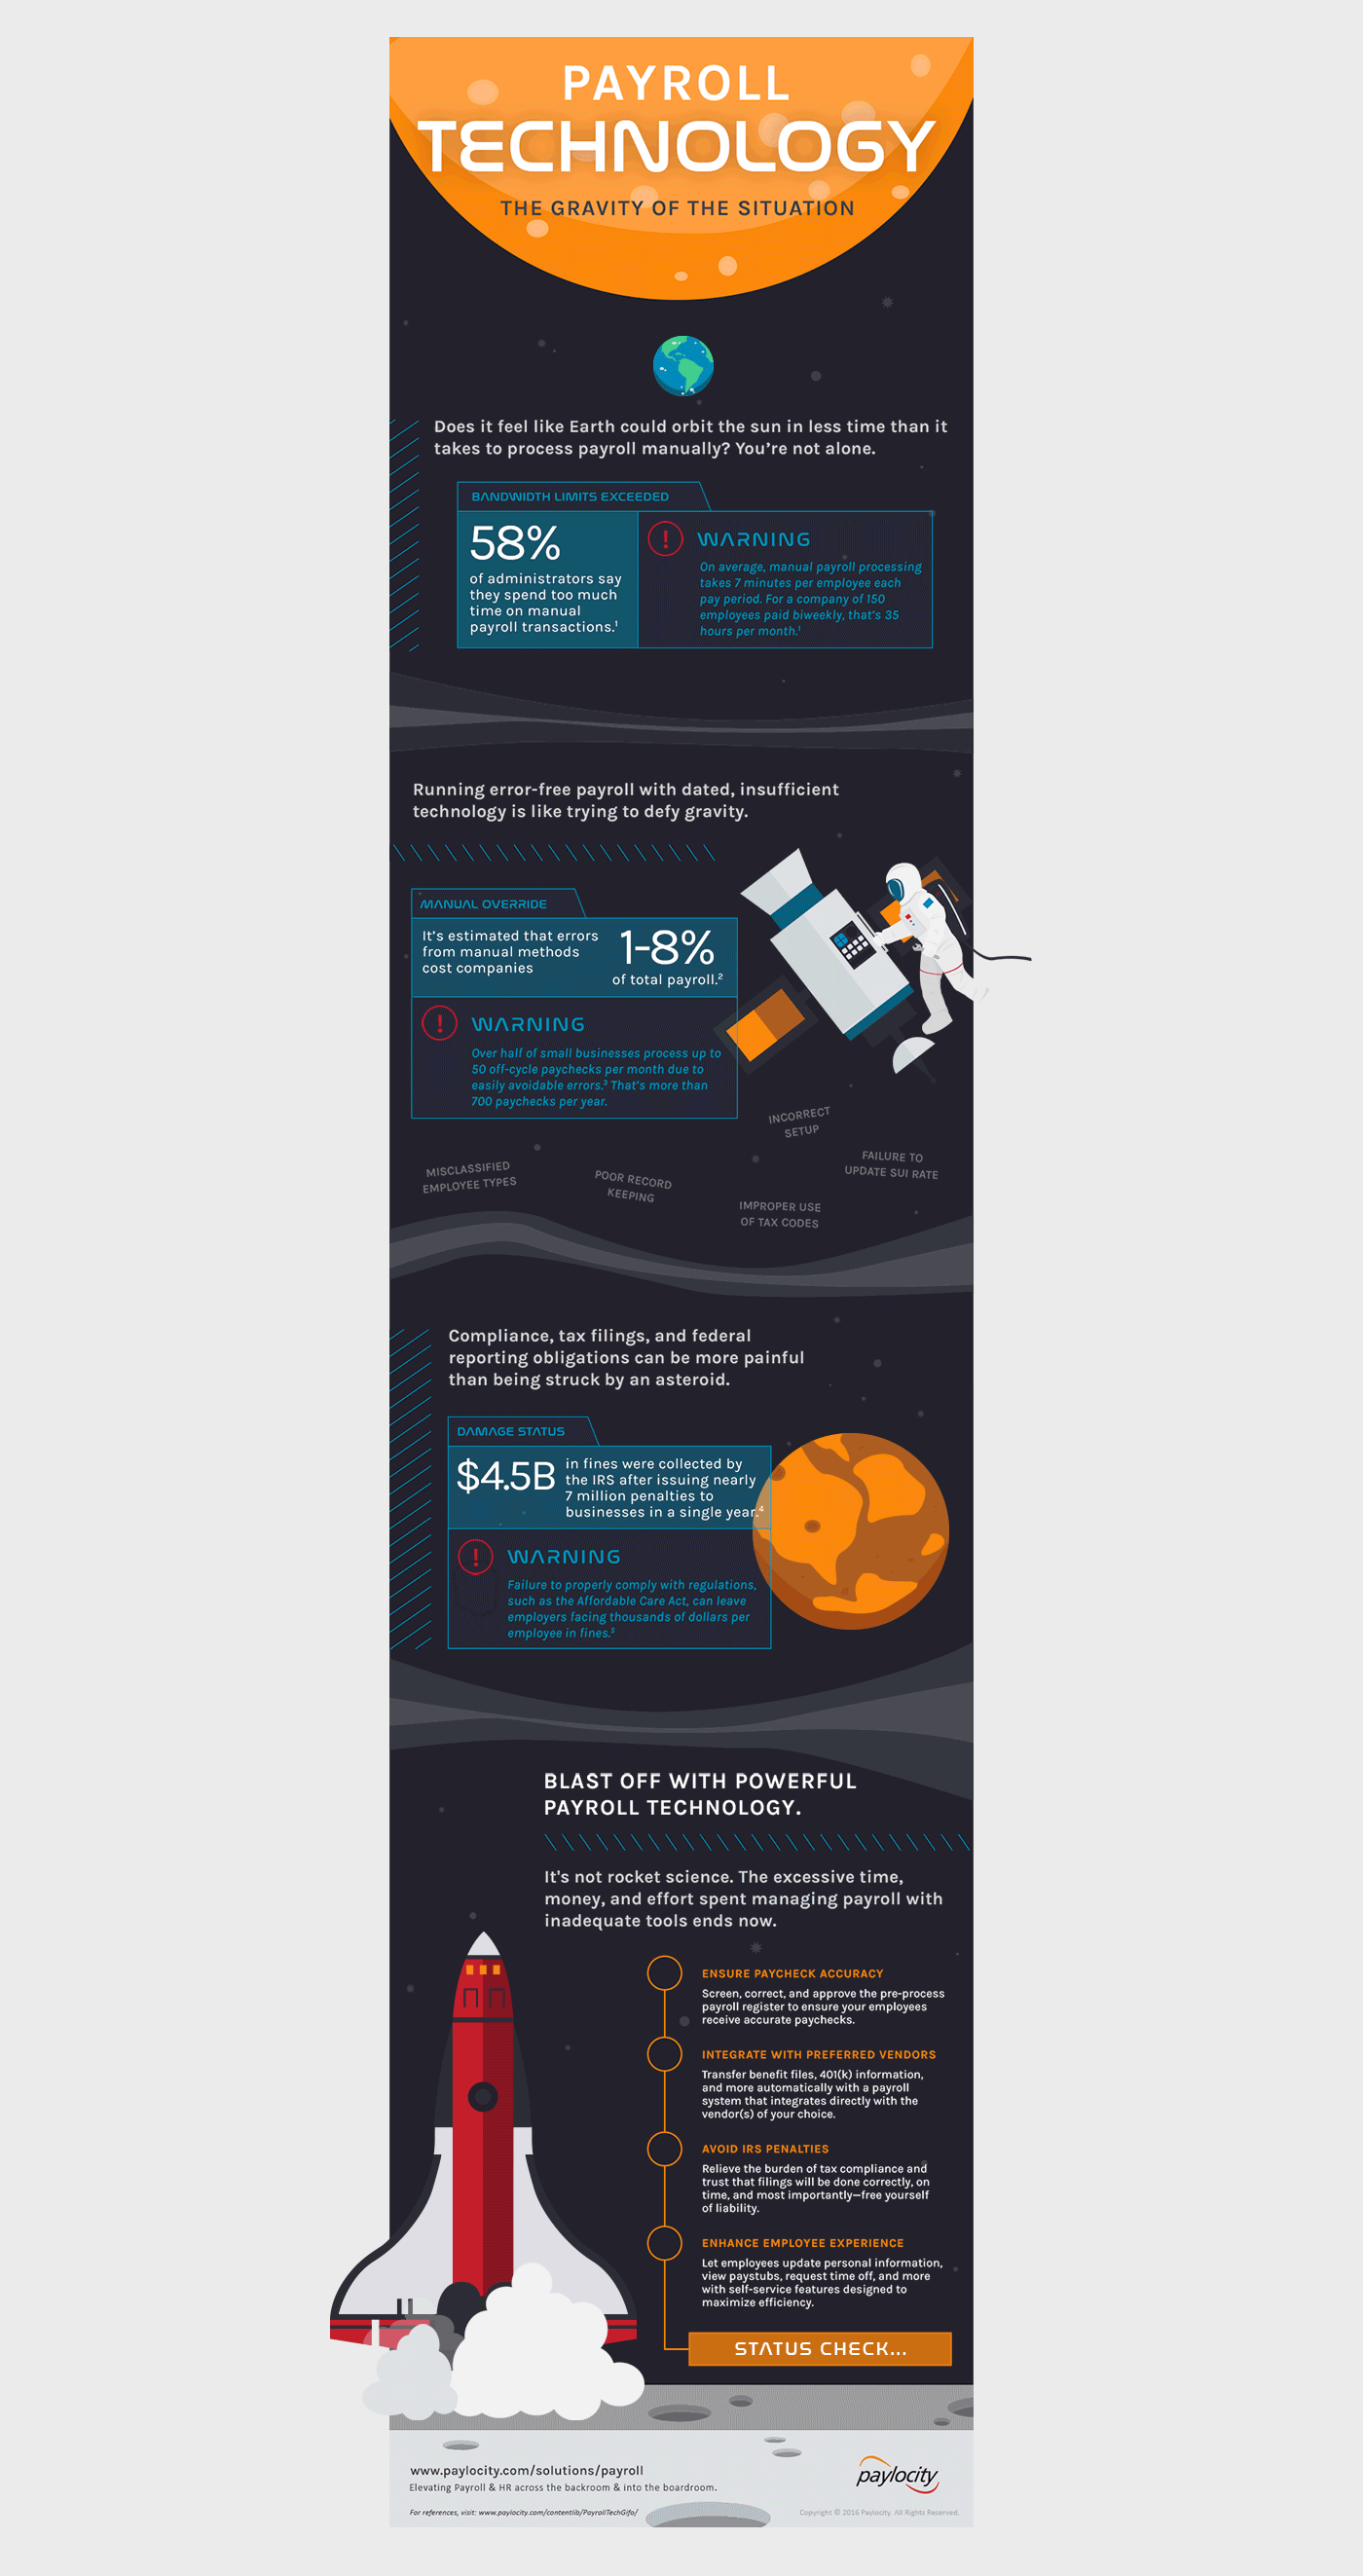 PAYROLL
TECHNOLOGY
THE GRAVITY OF THE SITUATION
Does it feel like Earth could orbit the sun in less time than it
takes to process payroll manually? You're not alone.
BANDWIDTH LIMITS EXCEEDED
58%
of administrators say
they spend too much
time on manual
payroll transactions.¹
! WARNING
On average, manual payroll processing
takes 7 minutes per employee each
pay period. For a company of 150
employees paid biweekly, that's 35
hours per month.¹
Running error-free payroll with dated, insufficient
technology is like trying to defy gravity.
MANUAL OVERRIDE
It's estimated that errors
from manual methods
cost companies
1-8%
of total payroll.²
! WARNING
Over half of small businesses process up to
50 off-cycle paychecks per month due to
easily avoidable errors.³ That's more than
700 paychecks per year.
INCORRECT
SETUP
FAILURE TO
UPDATE SUI RATE
MISCLASSIFIED
EMPLOYEE TYPES
POOR RECORD
KEEPING
IMPROPER USE
OF TAX CODES
Compliance, tax filings, and federal
reporting obligations can be more painful
than being struck by an asteroid.
DAMAGE STATUS
$4.5B
in fines were collected by
the IRS after issuing nearly
7 million penalties to
businesses in a single year.⁴
! WARNING
Failure to properly comply with regulations,
such as the Affordable Care Act, can leave
employers facing thousands of dollars per
employee in fines.⁵
BLAST OFF WITH POWERFUL
PAYROLL TECHNOLOGY.
It's not rocket science. The excessive time,
money, and effort spent managing payroll with
inadequate tools ends now.
ENSURE PAYCHECK ACCURACY
Screen, correct, and approve the pre-process
payroll register to ensure your employees
receive accurate paychecks.
INTEGRATE WITH PREFERRED VENDORS
Transfer benefit files, 401(k) information,
and more automatically with a payroll
system that integrates directly with the
vendor(s) of your choice.
AVOID IRS PENALTIES
Relieve the burden of tax compliance and
trust that filings will be done correctly, on
time, and most importantly—free yourself
of liability.
ENHANCE EMPLOYEE EXPERIENCE
Let employees update personal information,
view paystubs, request time off, and more
with self-service features designed to
maximize efficiency.
STATUS CHECK...
www.paylocity.com/solutions/payroll
Elevating Payroll & HR across the backroom & into the boardroom.
For references, visit: www.paylocity.com/contentlib/PayrollTechGifo/
paylocity
Copyright © 2016 Paylocity. All Rights Reserved.